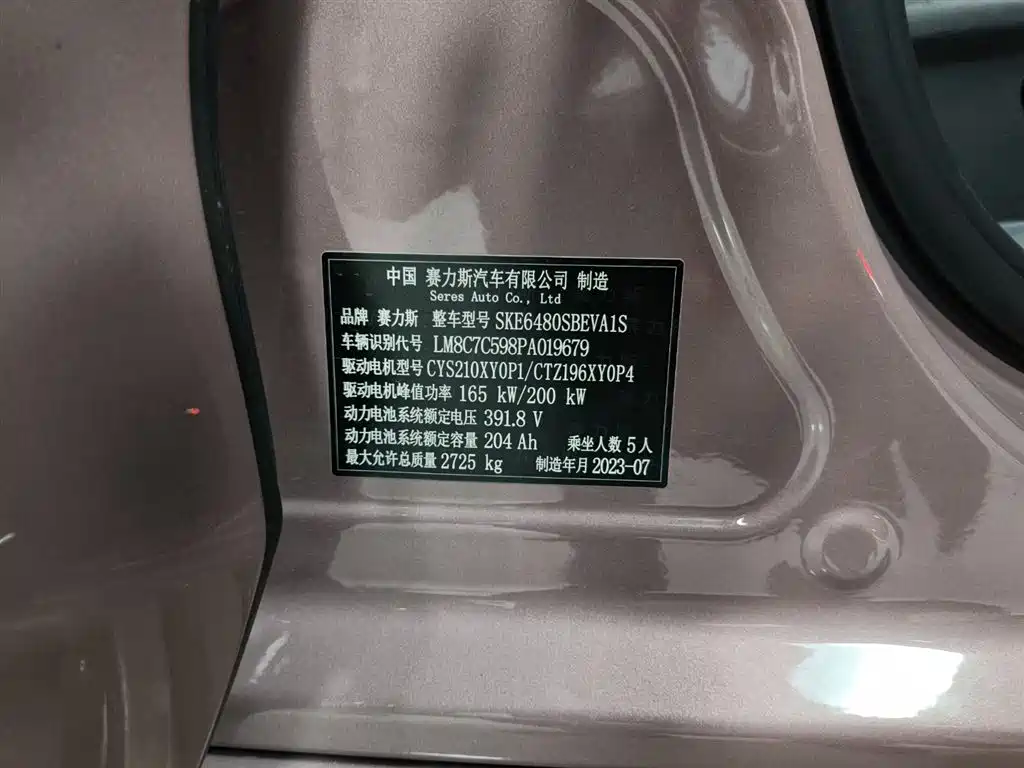 中国 赛力斯汽车有限公司 制造
Seres Auto Co., Ltd
品牌 赛力斯 整车型号 SKE6480SBEVA1S
车辆识别代号 LM8C7C598PA019679
驱动电机型号 CYS210XY0P1/CTZ196XY0P4
驱动电机峰值功率 165 kW/200 kW
动力电池系统额定电压 391.8 V
动力电池系统额定容量 204 Ah 乘坐人数 5 人
最大允许总质量 2725 kg 制造年月 2023-07